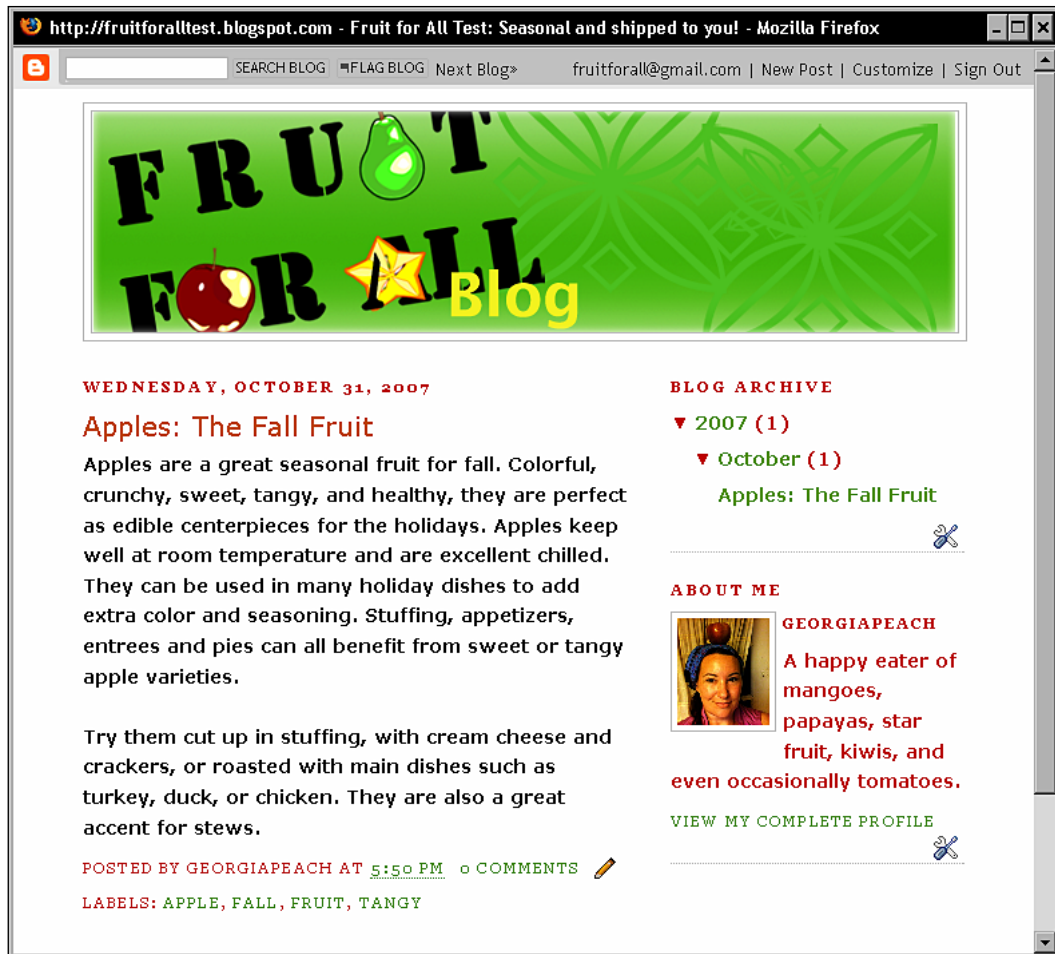 http://fruitforalltest.blogspot.com - Fruit for All Test: Seasonal and shipped to you! - Mozilla Firefox
SEARCH BLOG FLAG BLOG Next Blog» fruitforall@gmail.com | New Post | Customize | Sign Out
FRUIT
FOR ALL
Blog
WEDNESDAY, OCTOBER 31, 2007
Apples: The Fall Fruit
Apples are a great seasonal fruit for fall. Colorful,
crunchy, sweet, tangy, and healthy, they are perfect
as edible centerpieces for the holidays. Apples keep
well at room temperature and are excellent chilled.
They can be used in many holiday dishes to add
extra color and seasoning. Stuffing, appetizers,
entrees and pies can all benefit from sweet or tangy
apple varieties.
Try them cut up in stuffing, with cream cheese and
crackers, or roasted with main dishes such as
turkey, duck, or chicken. They are also a great
accent for stews.
POSTED BY GEORGIAPEACH AT 5:50 PM 0 COMMENTS
LABELS: APPLE, FALL, FRUIT, TANGY
BLOG ARCHIVE
▼ 2007 (1)
▼ October (1)
Apples: The Fall Fruit
ABOUT ME
GEORGIAPEACH
A happy eater of
mangoes,
papayas, star
fruit, kiwis, and
even occasionally tomatoes.
VIEW MY COMPLETE PROFILE